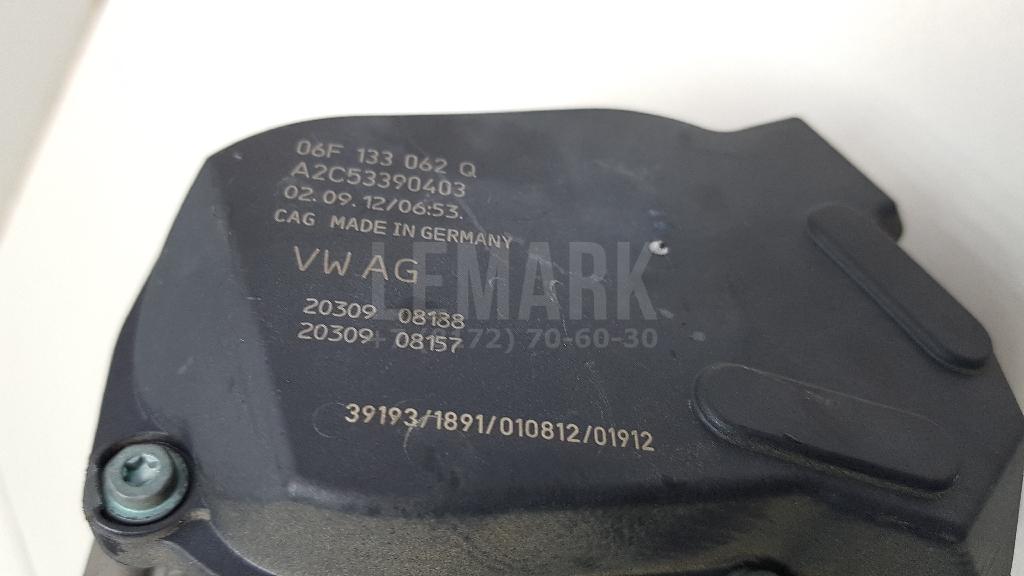 06F 133 062 Q
A2C53390403
02.09.12/06:53.
CAG MADE IN GERMANY
VW AG
LEMARK
20309 08188
20309 08157
72) 70-60-30
39193/1891/010812/01912